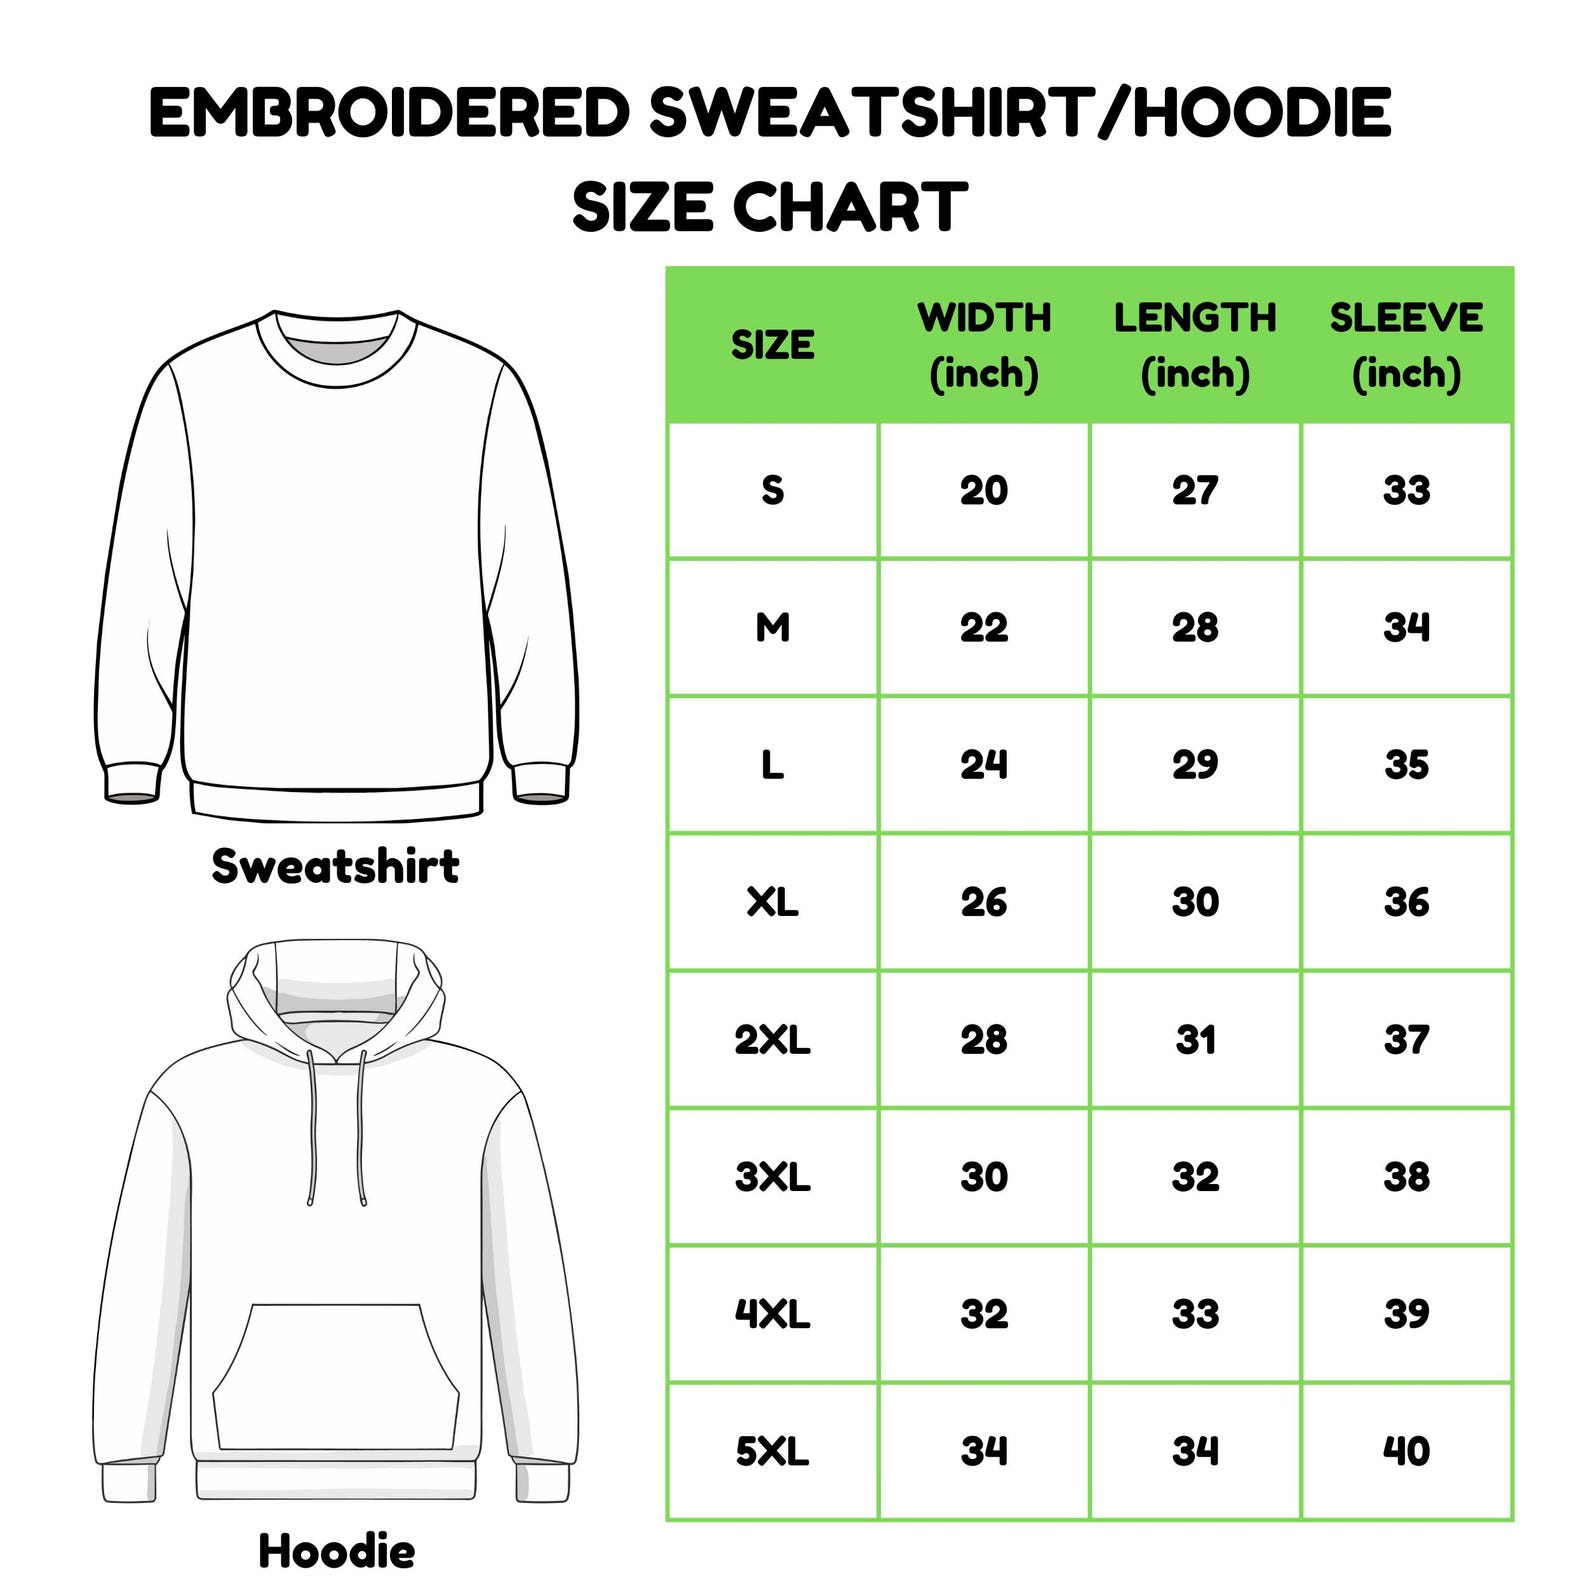 EMBROIDERED SWEATSHIRT/HOODIE
SIZE CHART
SIZE WIDTH (inch) LENGTH (inch) SLEEVE (inch)
S 20 27 33
M 22 28 34
L 24 29 35
XL 26 30 36
2XL 28 31 37
3XL 30 32 38
4XL 32 33 39
5XL 34 34 40
Sweatshirt
Hoodie